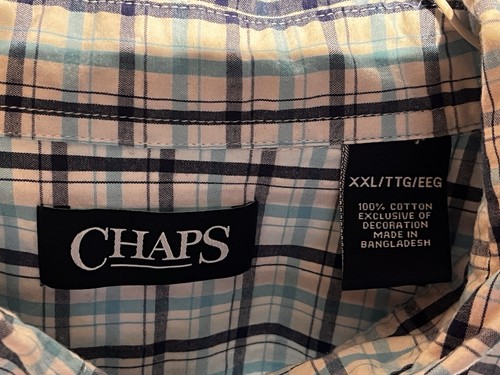 CHAPS
XXL/TTG/EEG
100% COTTON
EXCLUSIVE OF
DECORATION
MADE IN
BANGLADESH